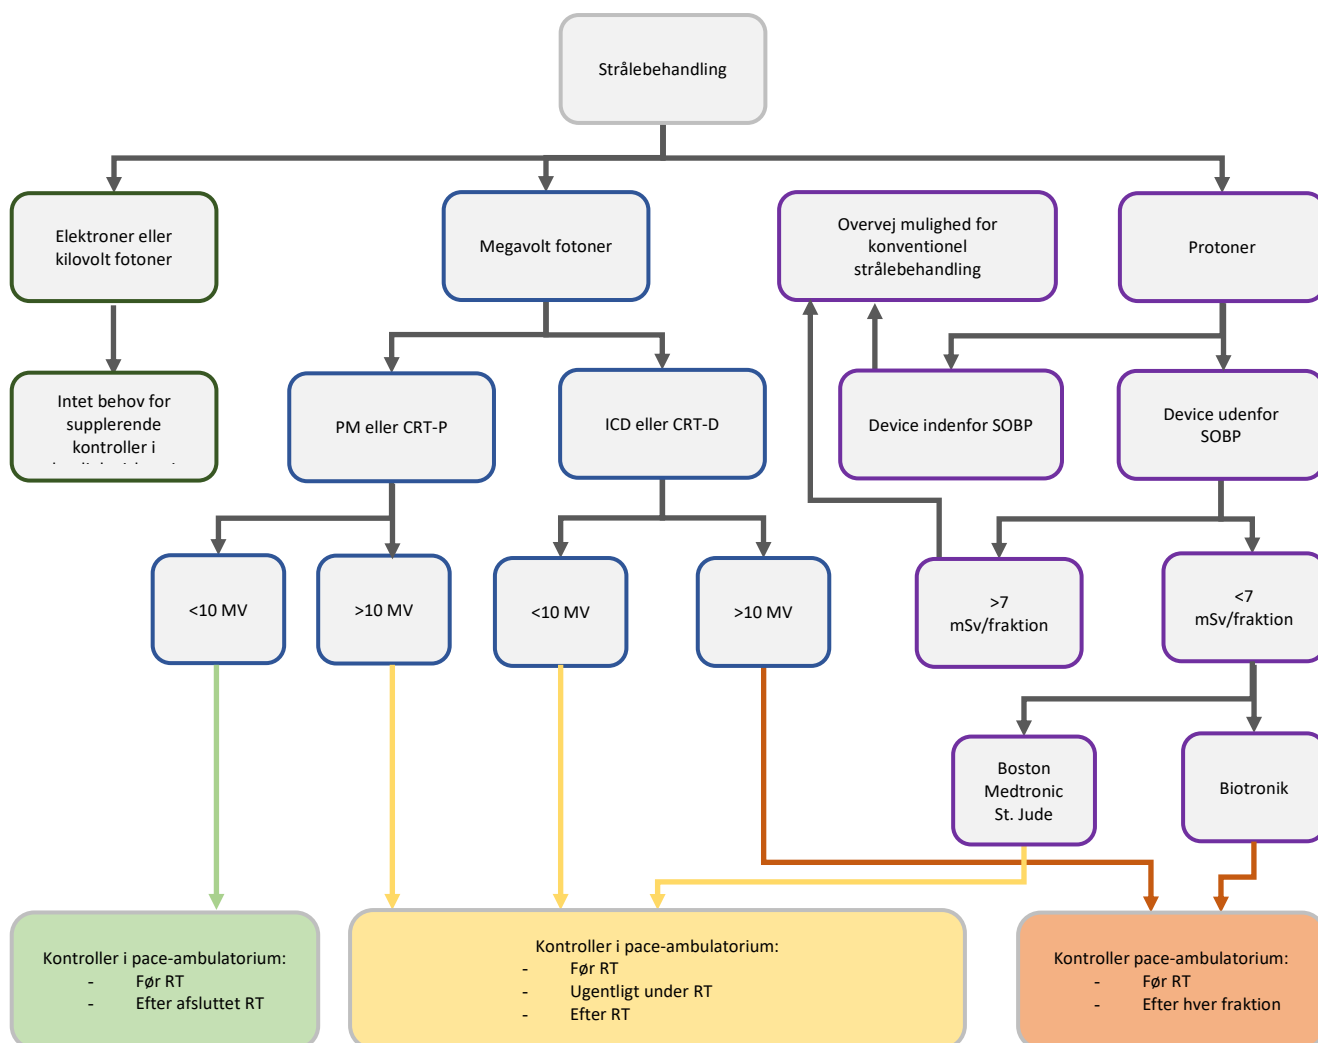 Strålebehandling
Elektroner eller
kilovolt fotoner
Megavolt fotoner
Overvej mulighed for
konventionel
strålebehandling
Protoner
Intet behov for
supplerende
kontroller i
PM eller CRT-P
ICD eller CRT-D
Device indenfor SOBP
Device udenfor
SOBP
<10 MV
>10 MV
<10 MV
>10 MV
>7
mSv/fraktion
<7
mSv/fraktion
Boston
Medtronic
St. Jude
Biotronik
Kontroller i pace-ambulatorium:
- Før RT
- Efter afsluttet RT
Kontroller i pace-ambulatorium:
- Før RT
- Ugentligt under RT
- Efter RT
Kontroller pace-ambulatorium:
- Før RT
- Efter hver fraktion